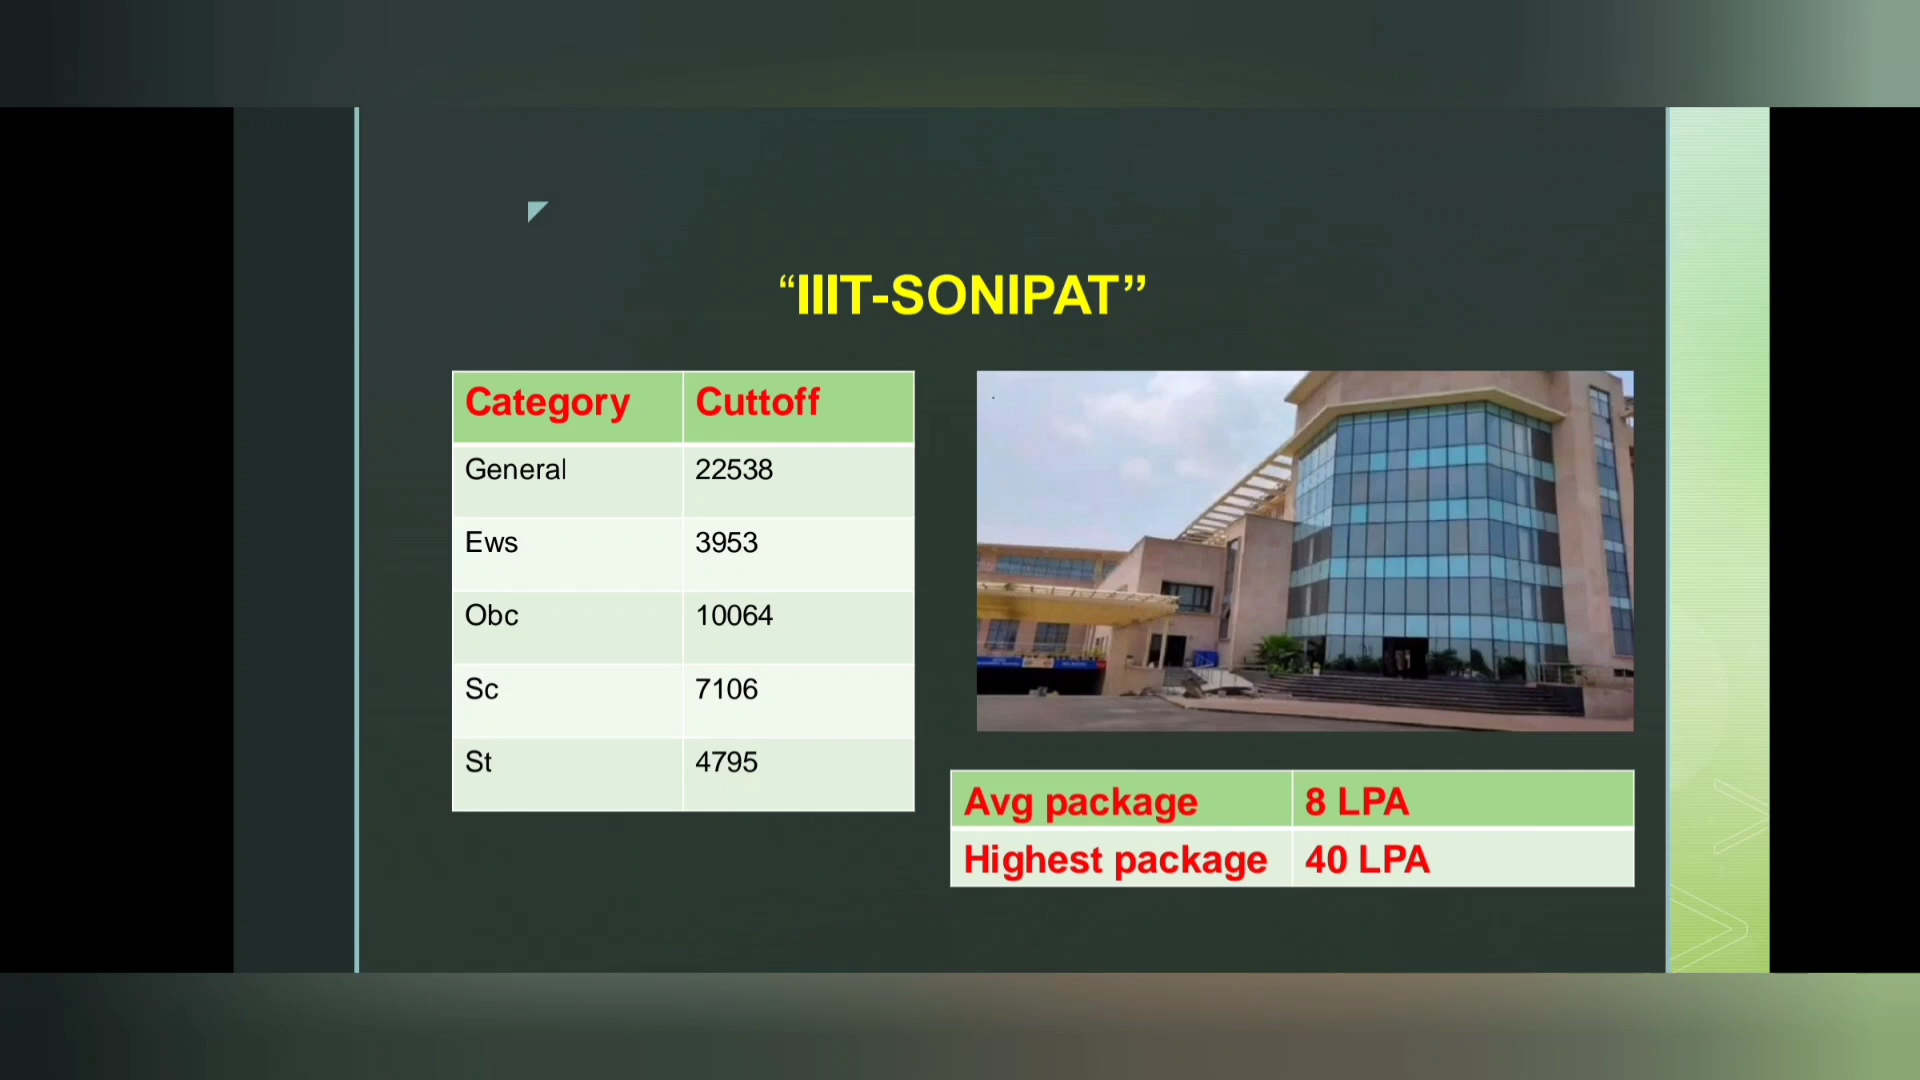 “IIIT-SONIPAT”
Category Cuttoff
General 22538
Ews 3953
Obc 10064
Sc 7106
St 4795
Avg package 8 LPA
Highest package 40 LPA